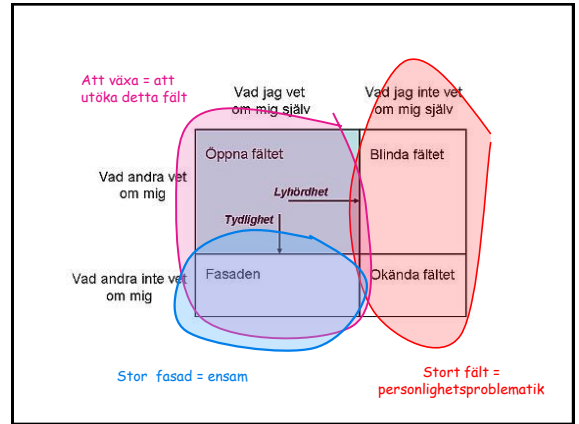 Att växa = att
utöka detta fält
Vad jag vet
om mig själv
Vad jag inte vet
om mig själv
Vad andra vet
om mig
Öppna fältet
Blinda fältet
Lyhördhet
Tydlighet
Vad andra inte vet
om mig
Fasaden
Okända fältet
Stor fasad = ensam
Stort fält =
personlighetsproblematik